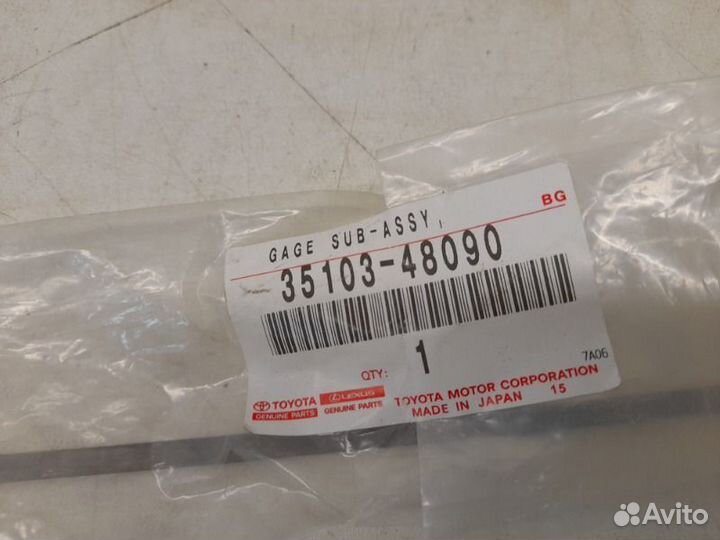 BG
GAGE SUB-ASSY,
35103-48090
QTY: 1
7A06
TOYOTA LEXUS TOYOTA MOTOR CORPORATION
GENUINE PARTS GENUINE PARTS MADE IN JAPAN 15
Avito